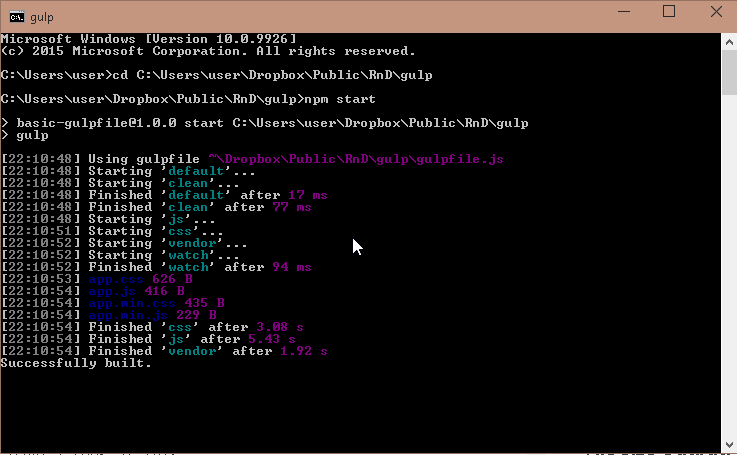 gulp
Microsoft Windows [Version 10.0.9926]
(c) 2015 Microsoft Corporation. All rights reserved.
C:\Users\user>cd C:\Users\user\Dropbox\Public\RnD\gulp
C:\Users\user\Dropbox\Public\RnD\gulp>npm start
> basic-gulpfile@1.0.0 start C:\Users\user\Dropbox\Public\RnD\gulp
> gulp
[22:10:48] Using gulpfile ~\Dropbox\Public\RnD\gulp\gulpfile.js
[22:10:48] Starting 'default'...
[22:10:48] Starting 'clean'...
[22:10:48] Finished 'default' after 17 ms
[22:10:48] Finished 'clean' after 77 ms
[22:10:48] Starting 'js'...
[22:10:51] Starting 'css'...
[22:10:52] Starting 'vendor'...
[22:10:52] Starting 'watch'...
[22:10:52] Finished 'watch' after 94 ms
[22:10:53] app.css 626 B
[22:10:54] app.js 416 B
[22:10:54] app.min.css 435 B
[22:10:54] app.min.js 229 B
[22:10:54] Finished 'css' after 3.08 s
[22:10:54] Finished 'js' after 5.43 s
[22:10:54] Finished 'vendor' after 1.92 s
Successfully built.